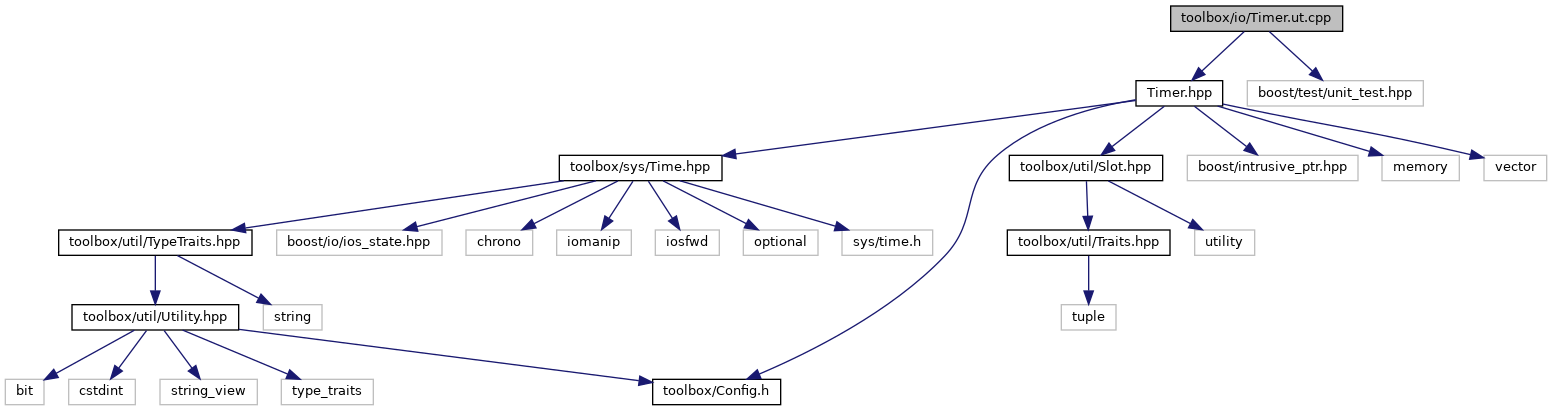 toolbox/io/Timer.ut.cpp
Timer.hpp
boost/test/unit_test.hpp
toolbox/sys/Time.hpp
toolbox/util/Slot.hpp
boost/intrusive_ptr.hpp
memory
vector
toolbox/util/TypeTraits.hpp
boost/io/ios_state.hpp
chrono
iomanip
iosfwd
optional
sys/time.h
toolbox/util/Traits.hpp
utility
toolbox/util/Utility.hpp
string
tuple
bit
cstdint
string_view
type_traits
toolbox/Config.h